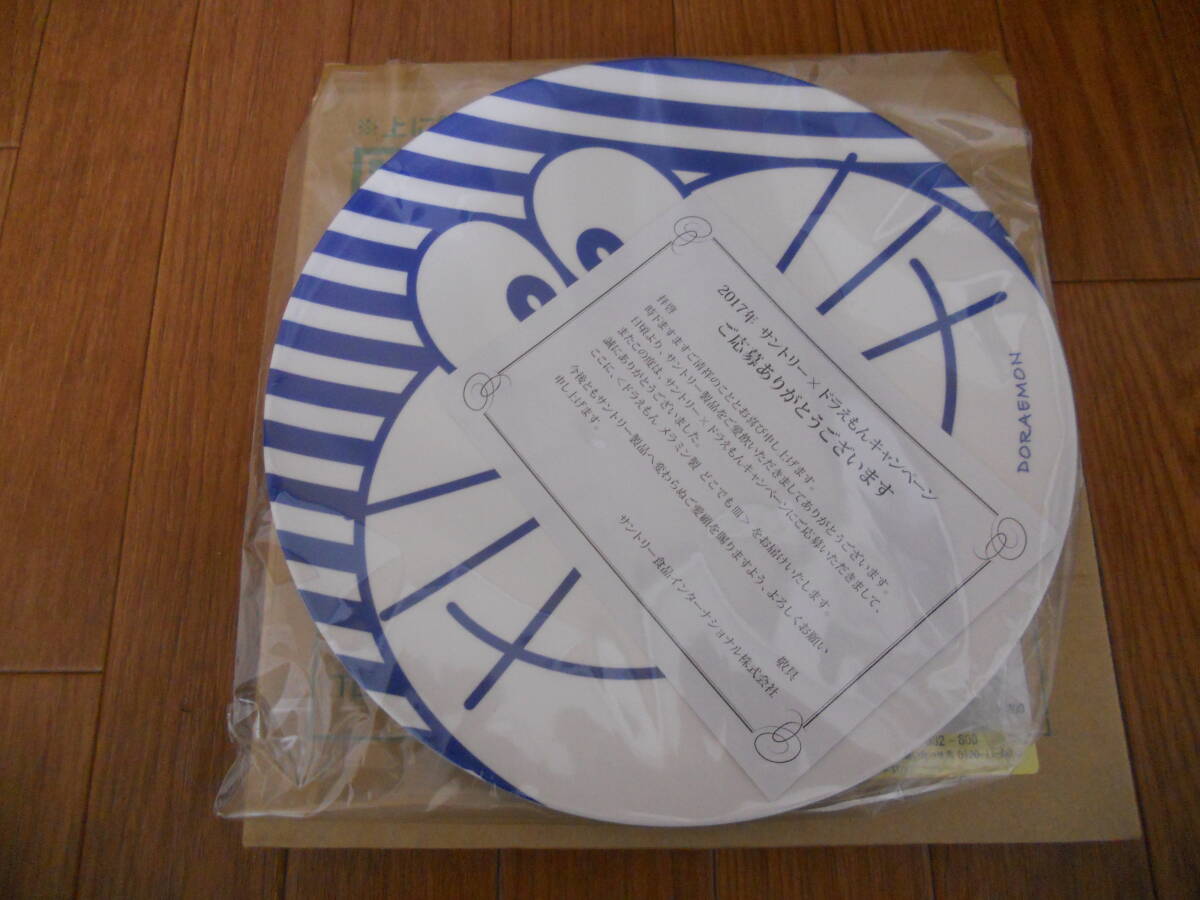 ※上に
DORAEMON
2017年 サントリー×ドラえもんキャンペーン
ご応募ありがとうございます
拝啓
時下ますますご清祥のこととお喜び申し上げます。
日頃より、サントリー製品をご愛飲いただきましてありがとうございます。
またこの度は、サントリー×ドラえもんキャンペーンにご応募いただきまして、
誠にありがとうございました。
ここに、＜ドラえもん メラミン製 どこでも皿＞をお届けいたします。
今後ともサントリー製品へ変わらぬご愛顧を賜りますよう、よろしくお願い
申し上げます。
敬具
サントリー食品インターナショナル株式会社